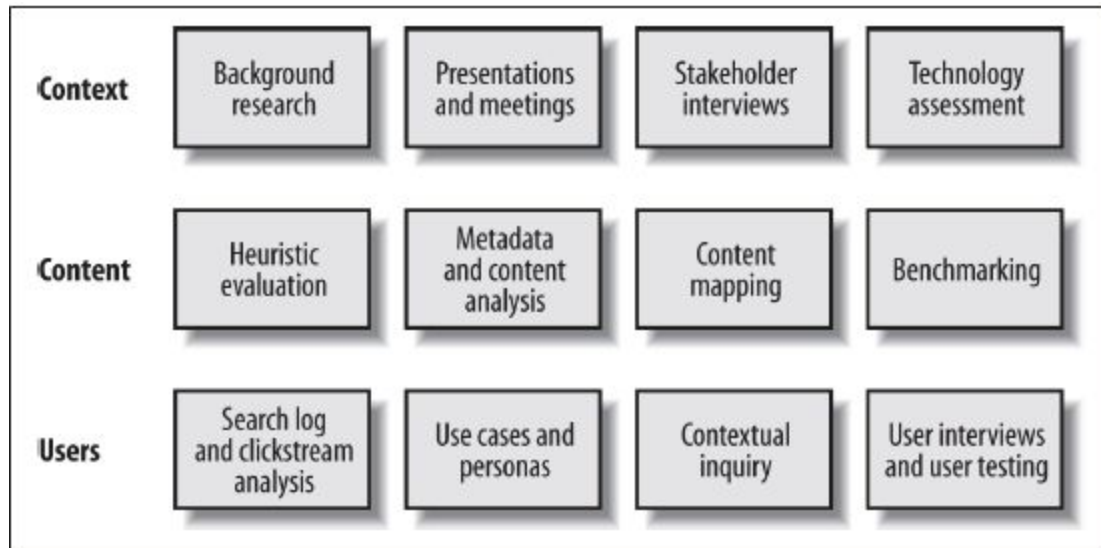 Context
Background
research
Presentations
and meetings
Stakeholder
interviews
Technology
assessment
Content
Heuristic
evaluation
Metadata
and content
analysis
Content
mapping
Benchmarking
Users
Search log
and clickstream
analysis
Use cases and
personas
Contextual
inquiry
User interviews
and user testing